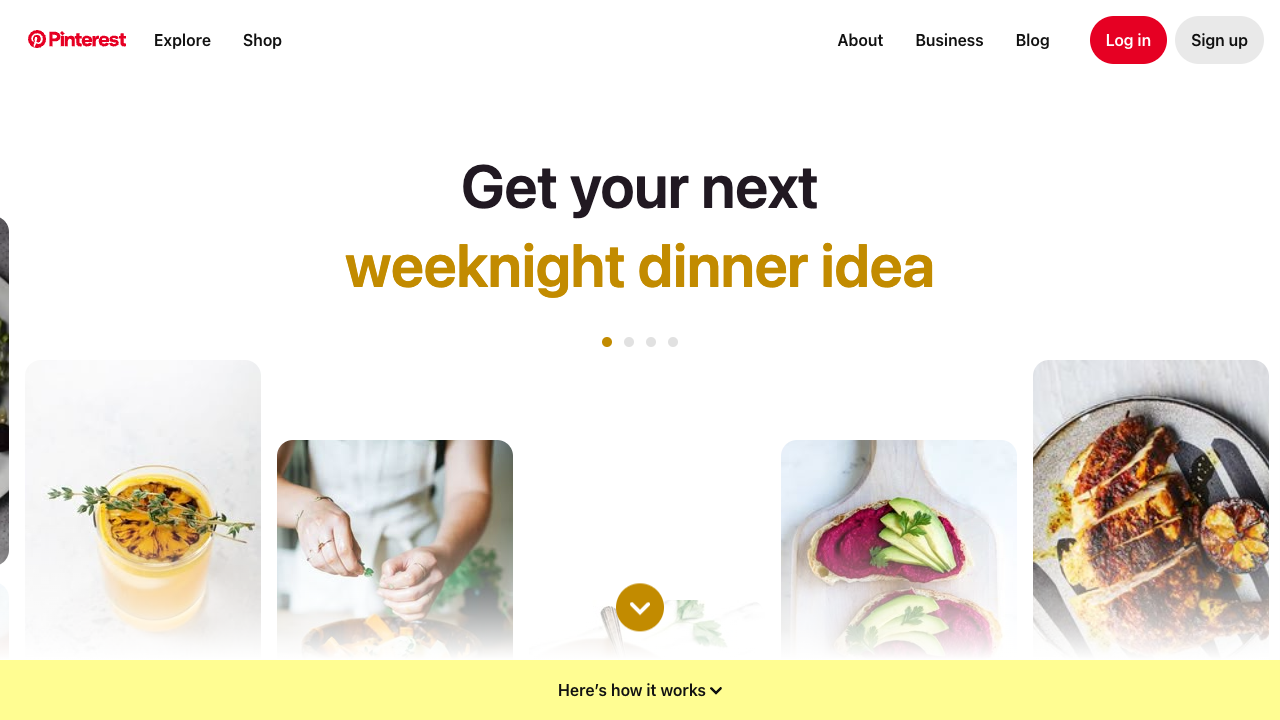 Pinterest
Explore
Shop
About
Business
Blog
Log in
Sign up
Get your next
weeknight dinner idea
Here's how it works